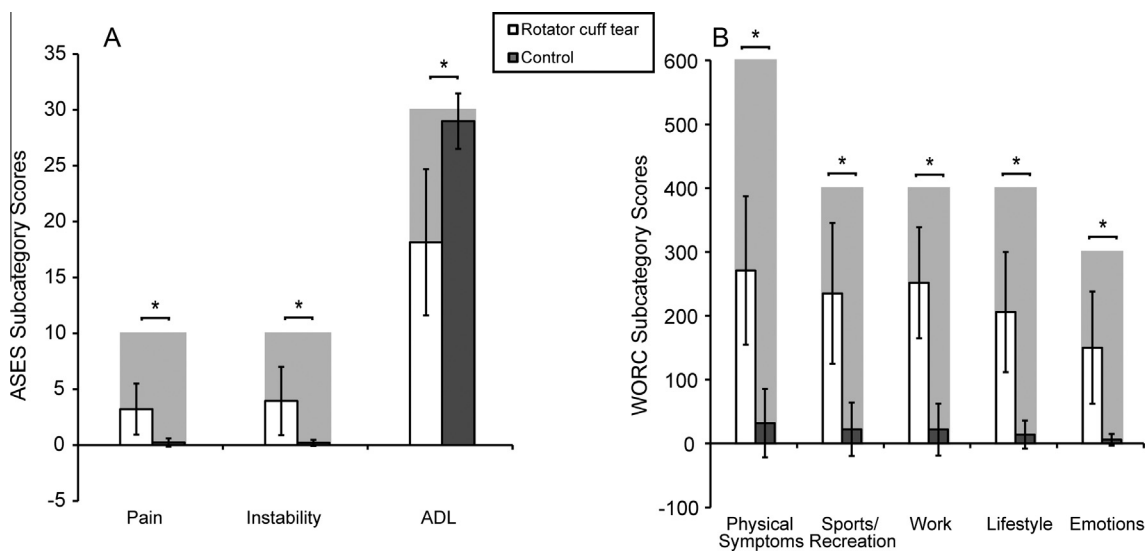 A
Rotator cuff tear
Control
B
ASES Subcategory Scores
35
30
25
20
15
10
5
0
-5
*
*
*
Pain
Instability
ADL
WORC Subcategory Scores
600
500
400
300
200
100
0
-100
*
*
*
*
*
Physical
Symptoms
Sports/
Recreation
Work
Lifestyle
Emotions